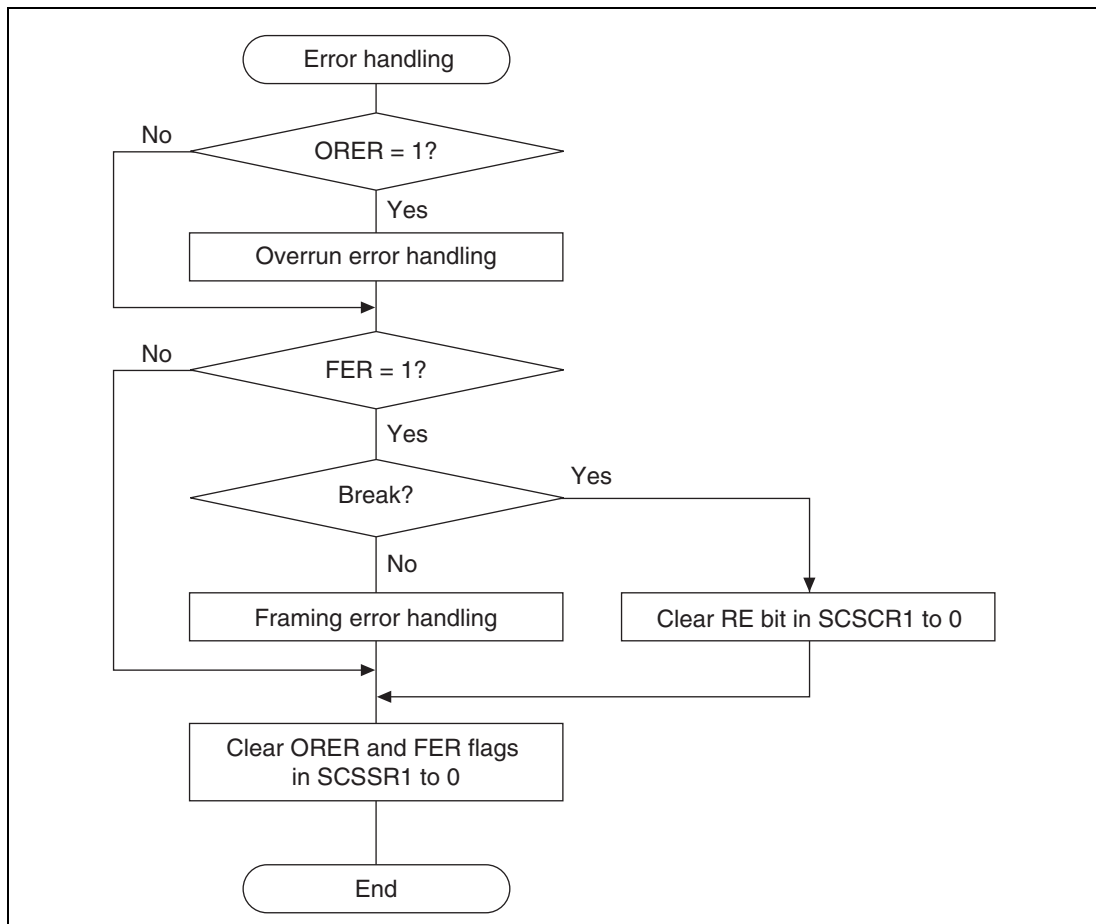 Error handling
No
ORER = 1?
Yes
Overrun error handling
No
FER = 1?
Yes
Break?
Yes
No
Framing error handling
Clear RE bit in SCSCR1 to 0
Clear ORER and FER flags
in SCSSR1 to 0
End